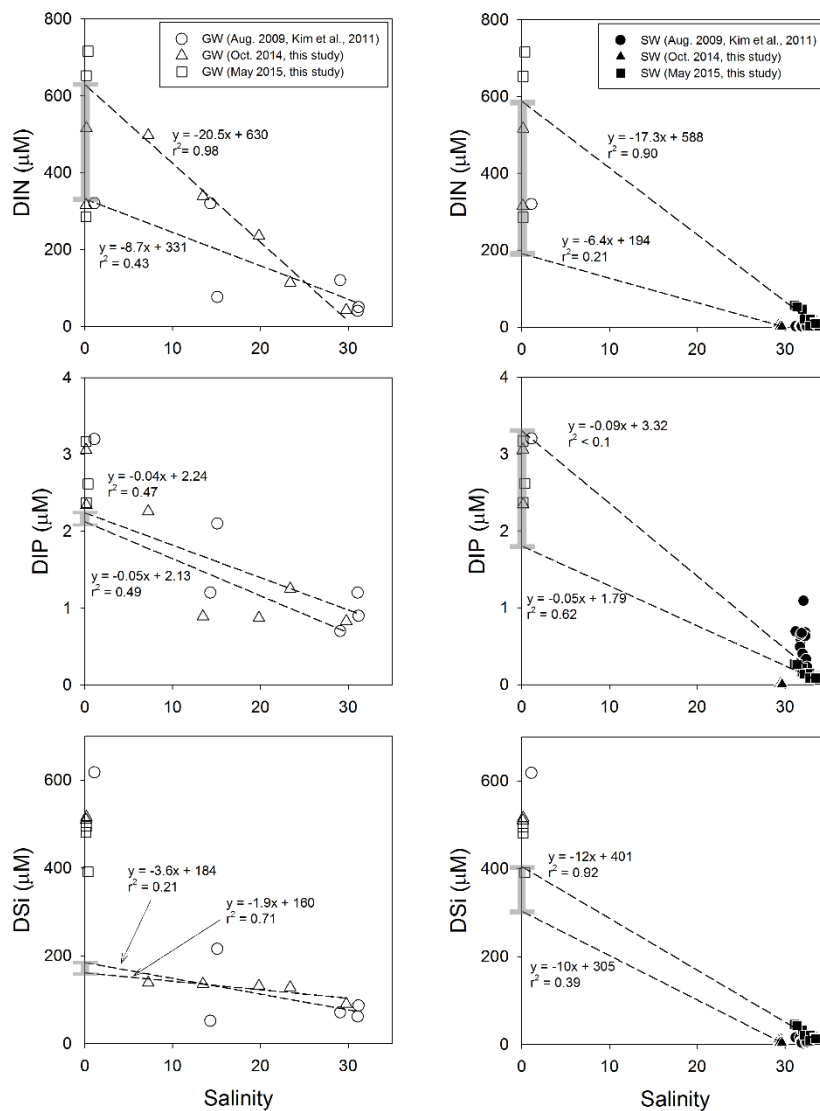 800
600
400
200
0
DIN (μM)
GW (Aug. 2009, Kim et al., 2011)
GW (Oct. 2014, this study)
GW (May 2015, this study)
y = -20.5x + 630
r² = 0.98
y = -8.7x + 331
r² = 0.43
0 10 20 30
800
600
400
200
0
DIN (μM)
SW (Aug. 2009, Kim et al., 2011)
SW (Oct. 2014, this study)
SW (May 2015, this study)
y = -17.3x + 588
r² = 0.90
y = -6.4x + 194
r² = 0.21
0 10 20 30
4
3
2
1
0
DIP (μM)
y = -0.04x + 2.24
r² = 0.47
y = -0.05x + 2.13
r² = 0.49
0 10 20 30
4
3
2
1
0
DIP (μM)
y = -0.09x + 3.32
r² < 0.1
y = -0.05x + 1.79
r² = 0.62
0 10 20 30
600
400
200
0
DSi (μM)
y = -3.6x + 184
r² = 0.21
y = -1.9x + 160
r² = 0.71
0 10 20 30
Salinity
600
400
200
0
DSi (μM)
y = -12x + 401
r² = 0.92
y = -10x + 305
r² = 0.39
0 10 20 30
Salinity